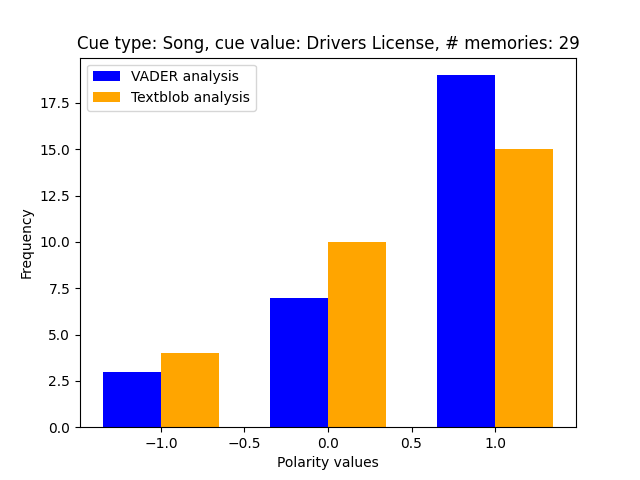 Cue type: Song, cue value: Drivers License, # memories: 29
VADER analysis
Textblob analysis
Frequency
17.5
15.0
12.5
10.0
7.5
5.0
2.5
0.0
−1.0 −0.5 0.0 0.5 1.0
Polarity values